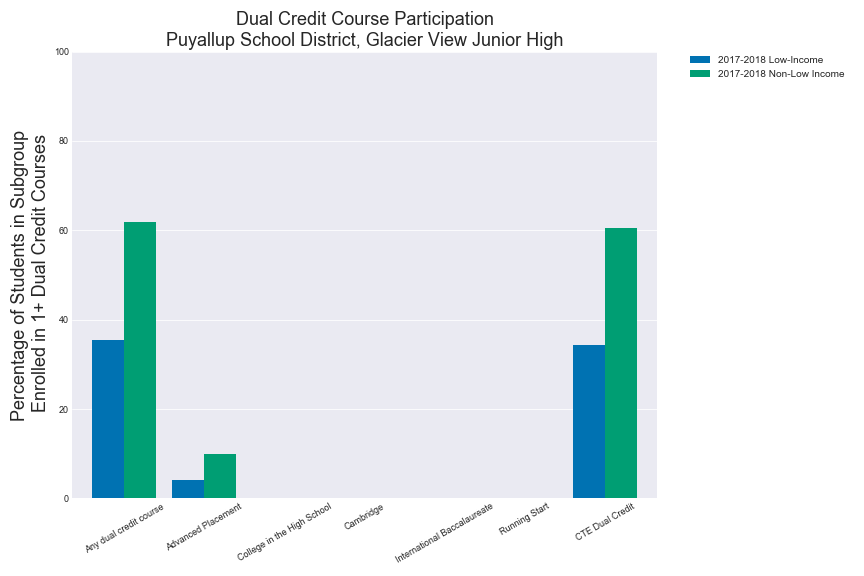 Dual Credit Course Participation
Puyallup School District, Glacier View Junior High
2017-2018 Low-Income
2017-2018 Non-Low Income
Percentage of Students in Subgroup
Enrolled in 1+ Dual Credit Courses
100
80
60
40
20
0
Any dual credit course
Advanced Placement
College in the High School
Cambridge
International Baccalaureate
Running Start
CTE Dual Credit